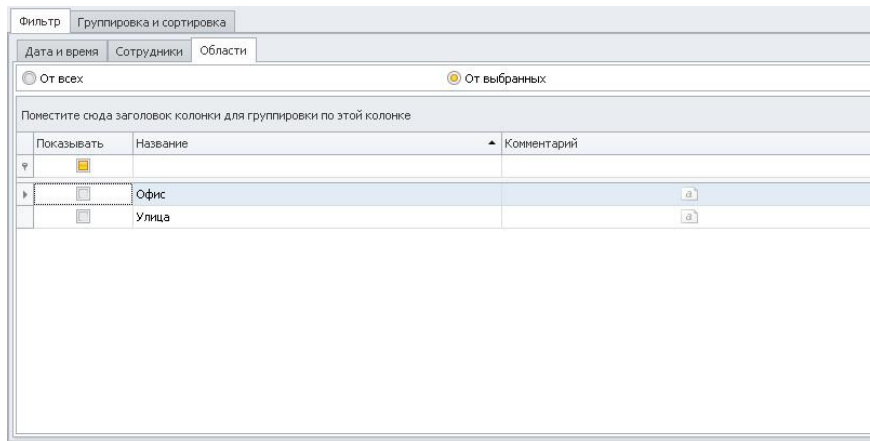 Фильтр Группировка и сортировка
Дата и время Сотрудники Области
От всех От выбранных
Поместите сюда заголовок колонки для группировки по этой колонке
Показывать Название Комментарий
Офис a
Улица a